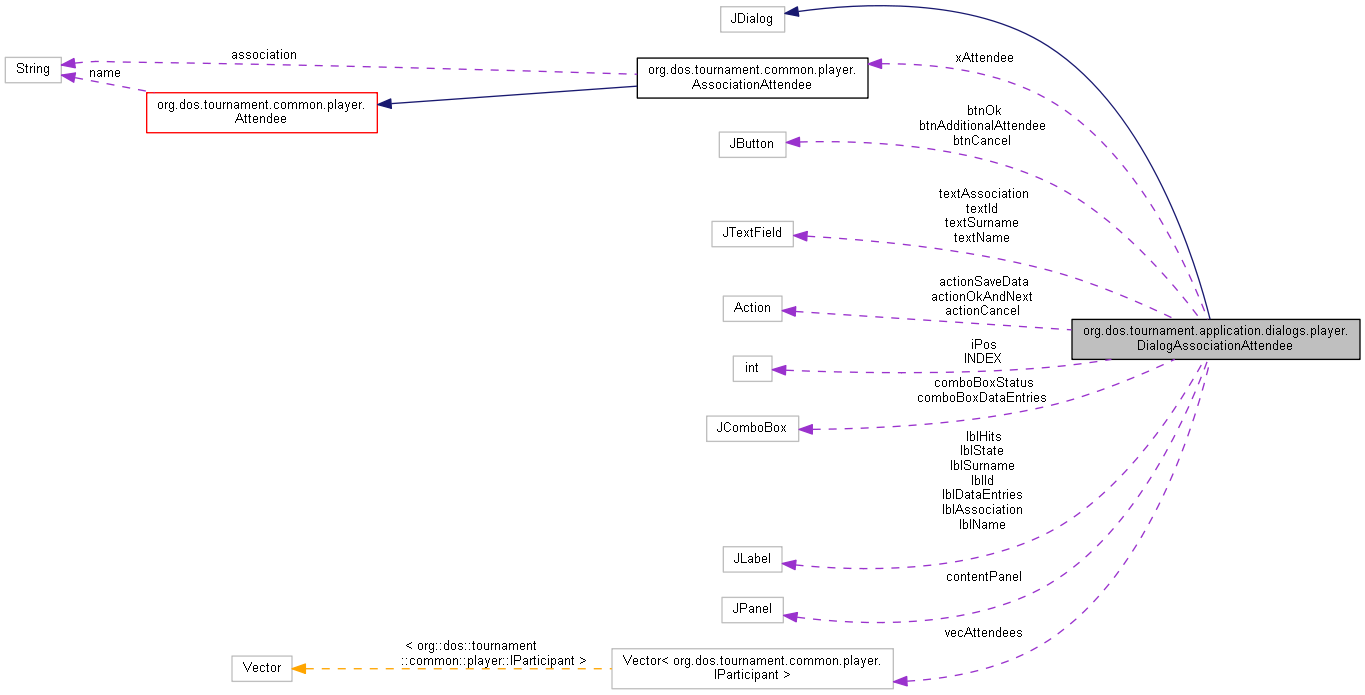 JDialog
association
String
name
org.dos.tournament.common.player.
Attendee
org.dos.tournament.common.player.
AssociationAttendee
xAttendee
btnOk
btnAdditionalAttendee
btnCancel
JButton
textAssociation
textId
textSurname
textName
JTextField
actionSaveData
actionOkAndNext
actionCancel
Action
org.dos.tournament.application.dialogs.player.
DialogAssociationAttendee
iPos
INDEX
int
comboBoxStatus
comboBoxDataEntries
JComboBox
lblHits
lblState
lblSurname
lblId
lblDataEntries
lblAssociation
lblName
JLabel
contentPanel
JPanel
vecAttendees
< org::dos::tournament
::common::player::IParticipant >
Vector
Vector< org.dos.tournament.common.player.
IParticipant >